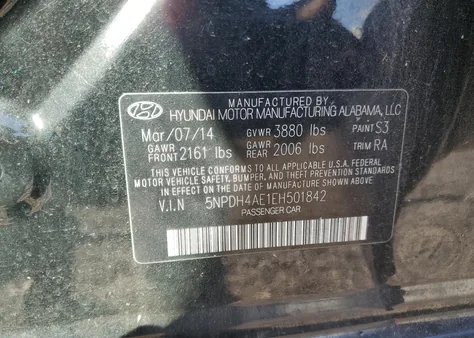 MANUFACTURED BY
HYUNDAI MOTOR MANUFACTURING ALABAMA, LLC
Mar/07/14 GVWR 3880 lbs PAINT S3
GAWR FRONT 2161 lbs GAWR REAR 2006 lbs TRIM RA
THIS VEHICLE CONFORMS TO ALL APPLICABLE U.S.A. FEDERAL
MOTOR VEHICLE SAFETY, BUMPER, AND THEFT PREVENTION STANDARDS
IN EFFECT ON THE DATE OF MANUFACTURE SHOWN ABOVE.
V.I.N 5NPDH4AE1EH501842
PASSENGER CAR